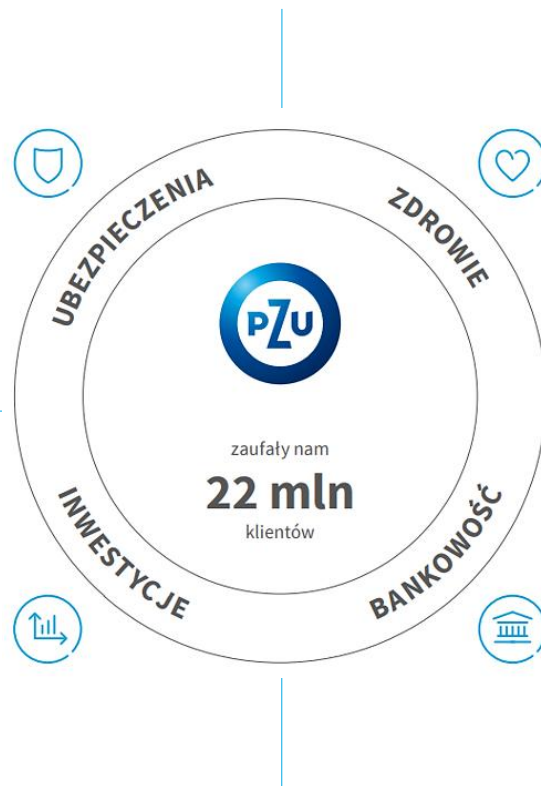 UBEZPIECZENIA
ZDROWIE
PZU
zaufały nam
22 mln
klientów
INWESTYCJE
BANKOWOŚĆ